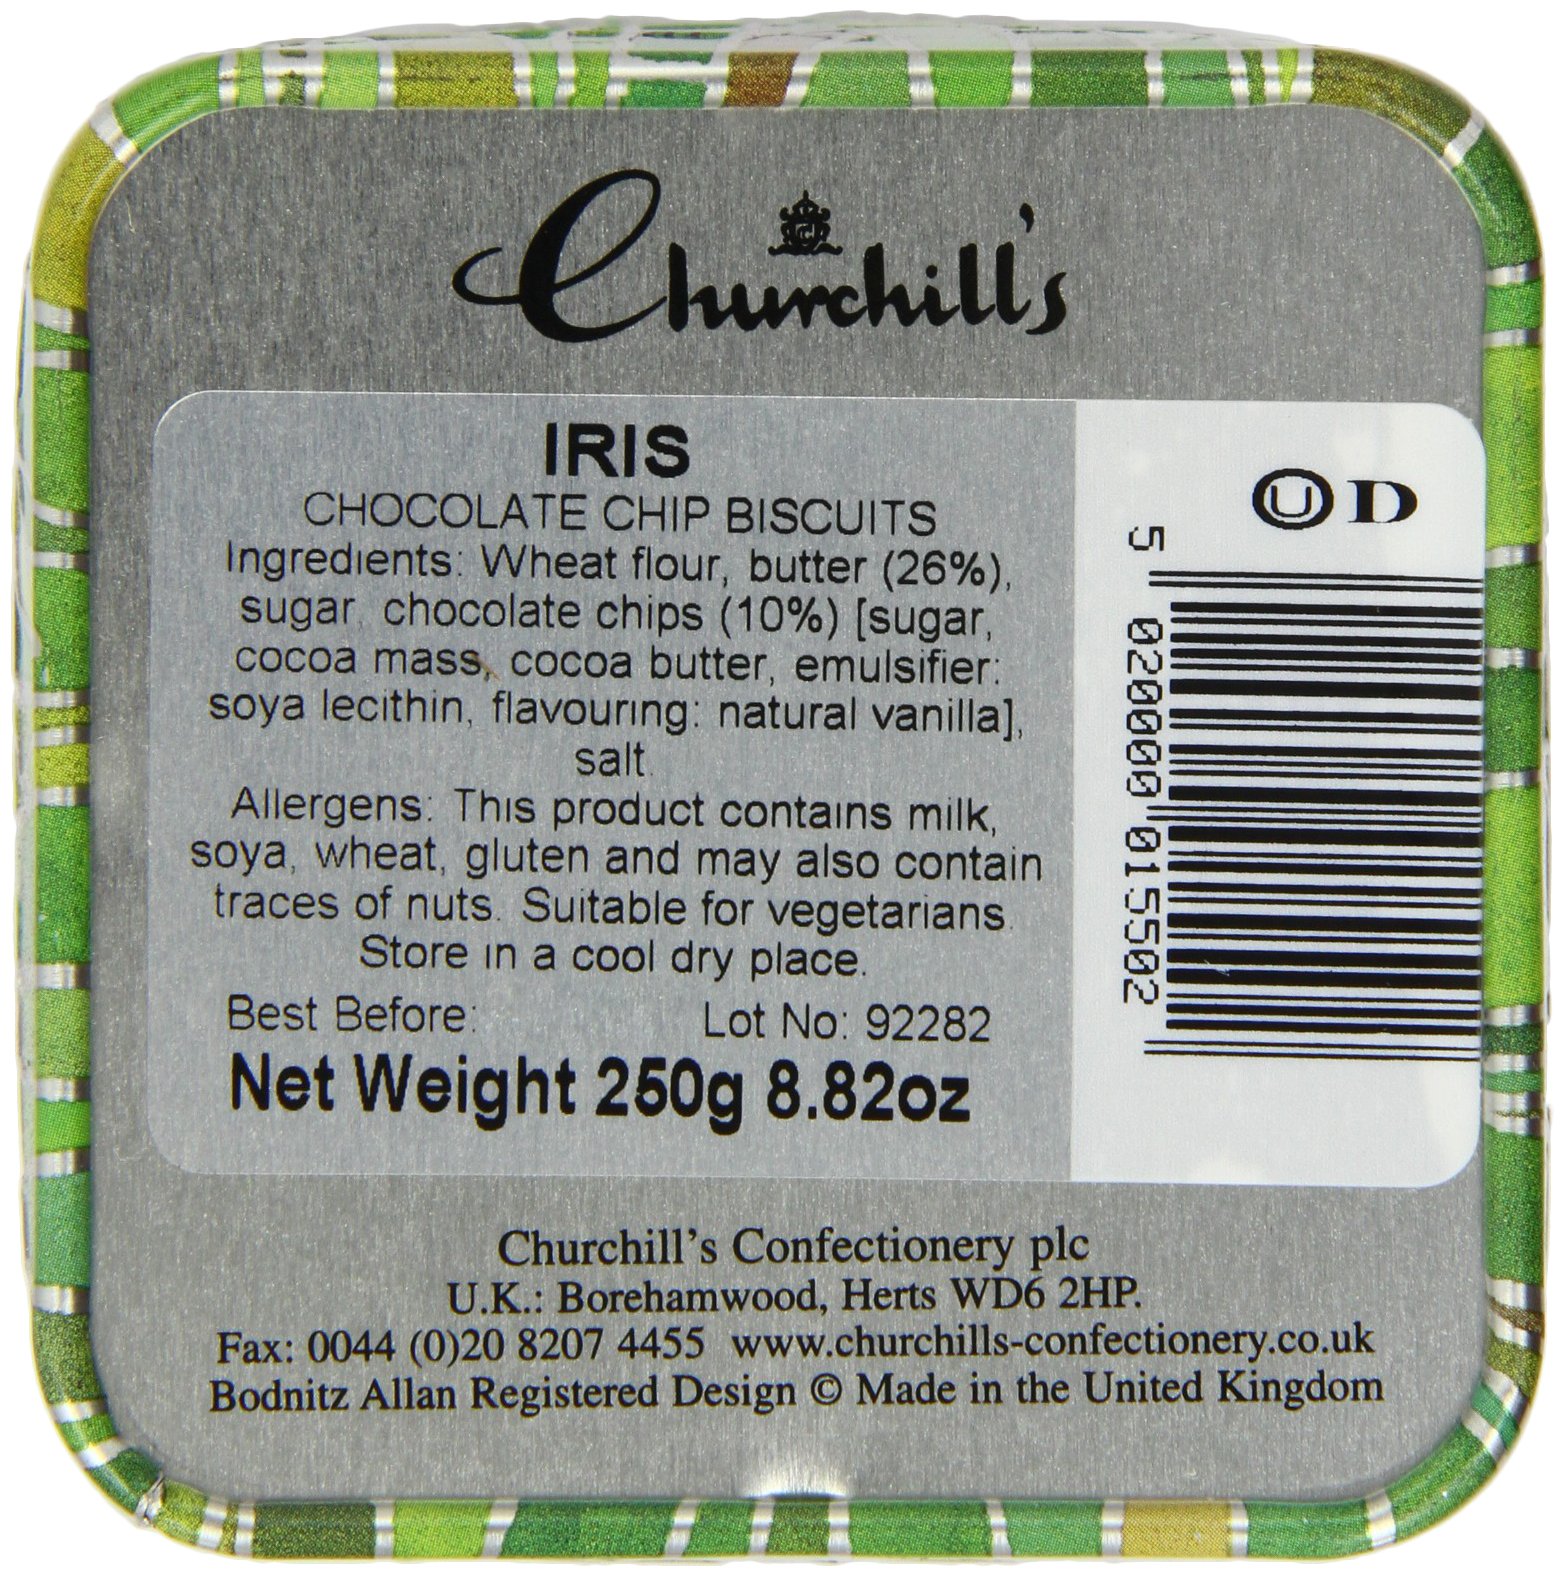 Churchill's
IRIS
CHOCOLATE CHIP BISCUITS
Ingredients: Wheat flour, butter (26%),
sugar, chocolate chips (10%) [sugar,
cocoa mass, cocoa butter, emulsifier:
soya lecithin, flavouring: natural vanilla],
salt.
Allergens: This product contains milk,
soya, wheat, gluten and may also contain
traces of nuts. Suitable for vegetarians.
Store in a cool dry place.
Best Before: Lot No: 92282
Net Weight 250g 8.82oz
U D
5 020000 015502
Churchill's Confectionery plc
U.K.: Borehamwood, Herts WD6 2HP.
Fax: 0044 (0)20 8207 4455 www.churchills-confectionery.co.uk
Bodnitz Allan Registered Design © Made in the United Kingdom